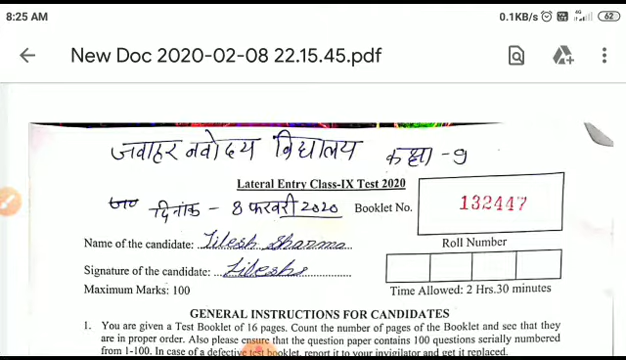 8:25 AM 0.1KB/s 4G 62
New Doc 2020-02-08 22.15.45.pdf
जवाहर नवोदय विद्यालय कक्षा - 9
Lateral Entry Class-IX Test 2020
दिनांक - 8 फरवरी 2020 Booklet No. 132447
Name of the candidate: Jilesh Sharma
Roll Number
Signature of the candidate: Jilesh
Maximum Marks: 100 Time Allowed: 2 Hrs.30 minutes
GENERAL INSTRUCTIONS FOR CANDIDATES
1. You are given a Test Booklet of 16 pages. Count the number of pages of the Booklet and see that they
are in proper order. Also please ensure that the question paper contains 100 questions serially numbered
from 1-100. In case of a defective test booklet, report it to your invigilator and get it replaced.